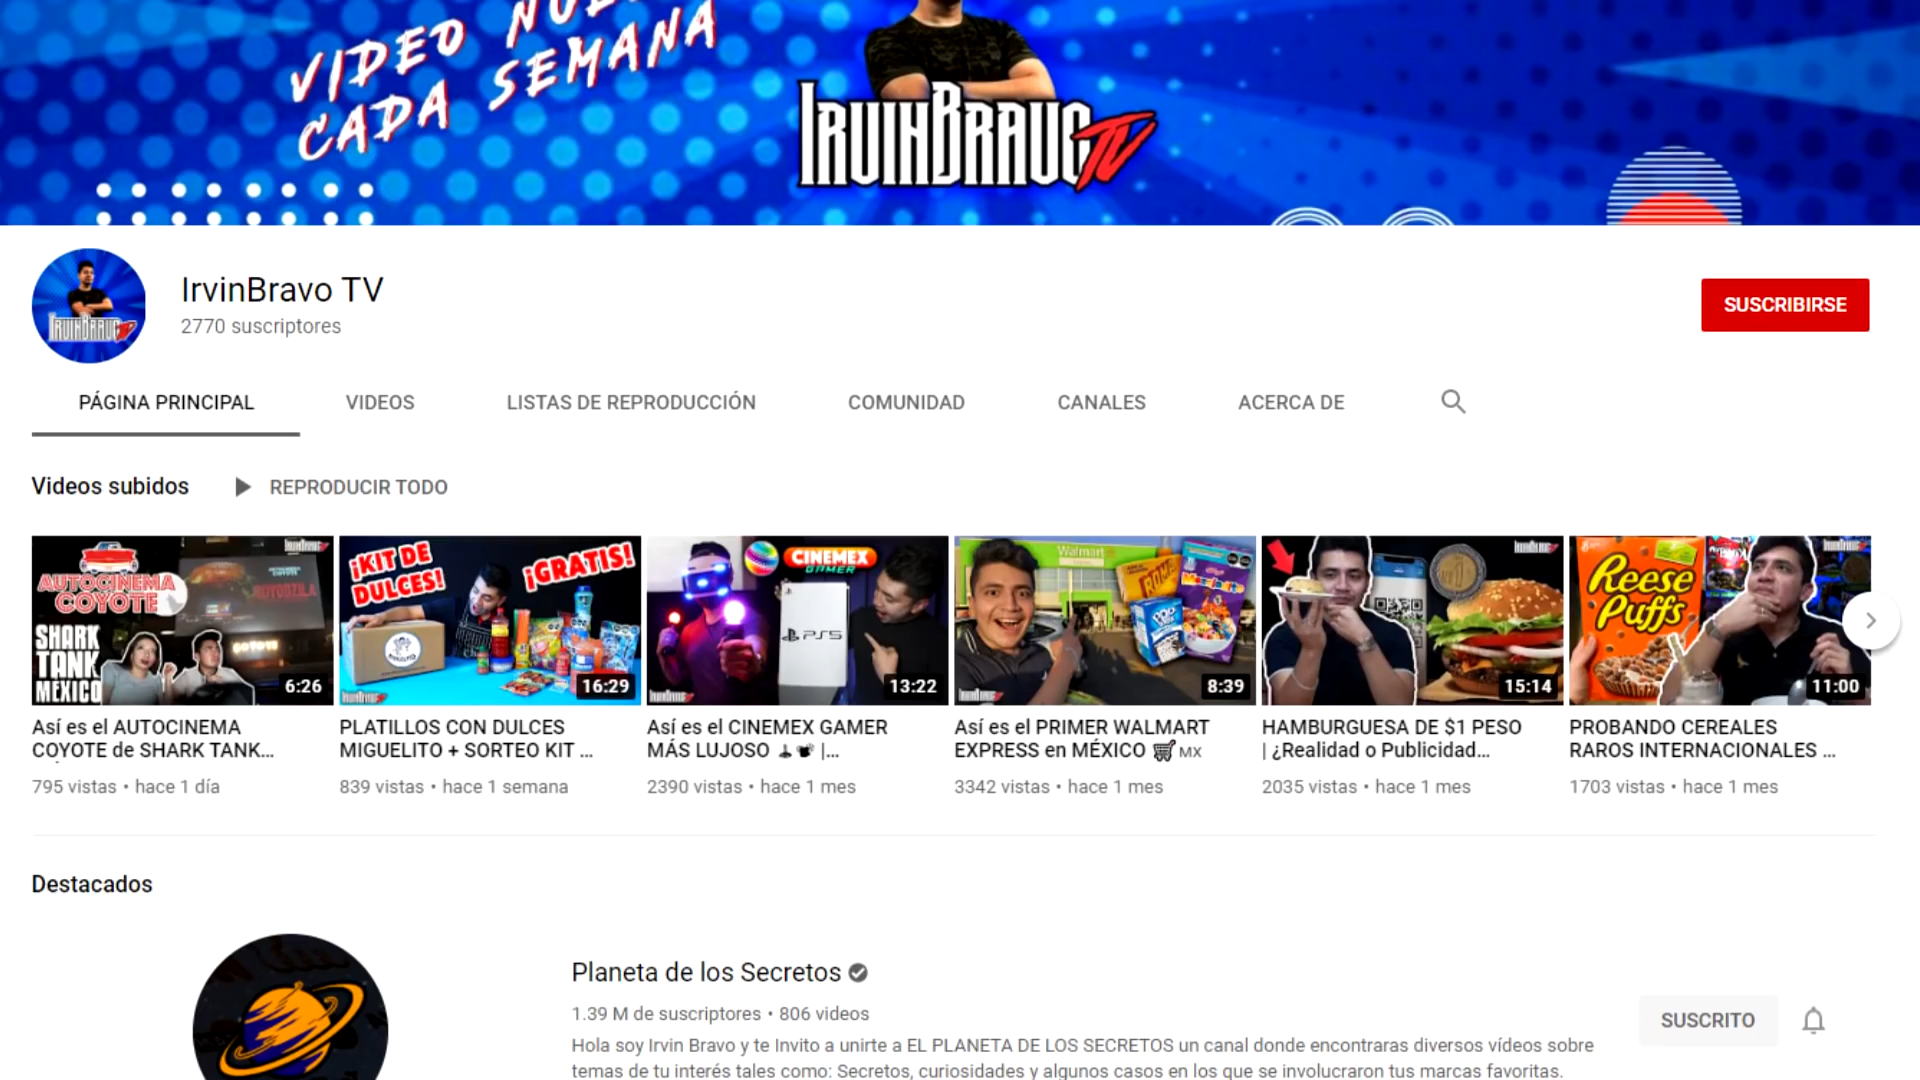 VIDEO
CADA SEMANA
IRVINBRAVO TV
IRVINBRAVO TV
IrvinBravo TV
2770 suscriptores
SUSCRIBIRSE
PÁGINA PRINCIPAL
VIDEOS
LISTAS DE REPRODUCCIÓN
COMUNIDAD
CANALES
ACERCA DE
Videos subidos
REPRODUCIR TODO
AUTOCINEMA
COYOTE
SHARK
TANK
MÉXICO
COYOTE
6:26
¡KIT DE
DULCES!
¡GRATIS!
16:29
CINEMEX
GAMER
PS5
13:22
Walmart
8:39
15:14
Reese
Puffs
11:00
Así es el AUTOCINEMA
COYOTE de SHARK TANK...
795 vistas • hace 1 día
PLATILLOS CON DULCES
MIGUELITO + SORTEO KIT ...
839 vistas • hace 1 semana
Así es el CINEMEX GAMER
MÁS LUJOSO 🕹️📽️ |...
2390 vistas • hace 1 mes
Así es el PRIMER WALMART
EXPRESS en MÉXICO 🛒 MX
3342 vistas • hace 1 mes
HAMBURGUESA DE $1 PESO
| ¿Realidad o Publicidad...
2035 vistas • hace 1 mes
PROBANDO CEREALES
RAROS INTERNACIONALES ...
1703 vistas • hace 1 mes
Destacados
Planeta de los Secretos
1.39 M de suscriptores • 806 videos
SUSCRITO
Hola soy Irvin Bravo y te Invito a unirte a EL PLANETA DE LOS SECRETOS un canal donde encontraras diversos vídeos sobre
temas de tu interés tales como: Secretos, curiosidades y algunos casos en los que se involucraron tus marcas favoritas.